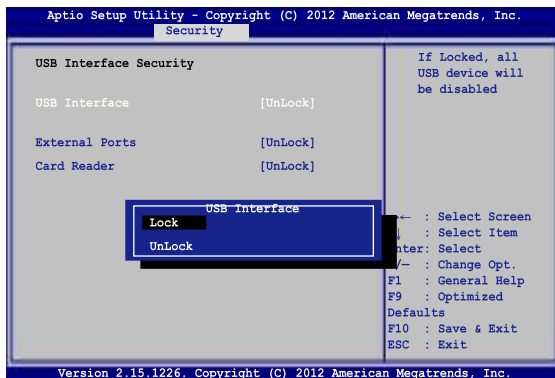 Aptio Setup Utility - Copyright (C) 2012 American Megatrends, Inc.
Security
USB Interface Security
USB Interface [UnLock]
External Ports [UnLock]
Card Reader [UnLock]
If Locked, all
USB device will
be disabled
USB Interface
Lock
UnLock
→← : Select Screen
↓ : Select Item
nter: Select
/— : Change Opt.
F1 : General Help
F9 : Optimized
Defaults
F10 : Save & Exit
ESC : Exit
Version 2.15.1226. Copyright (C) 2012 American Megatrends, Inc.